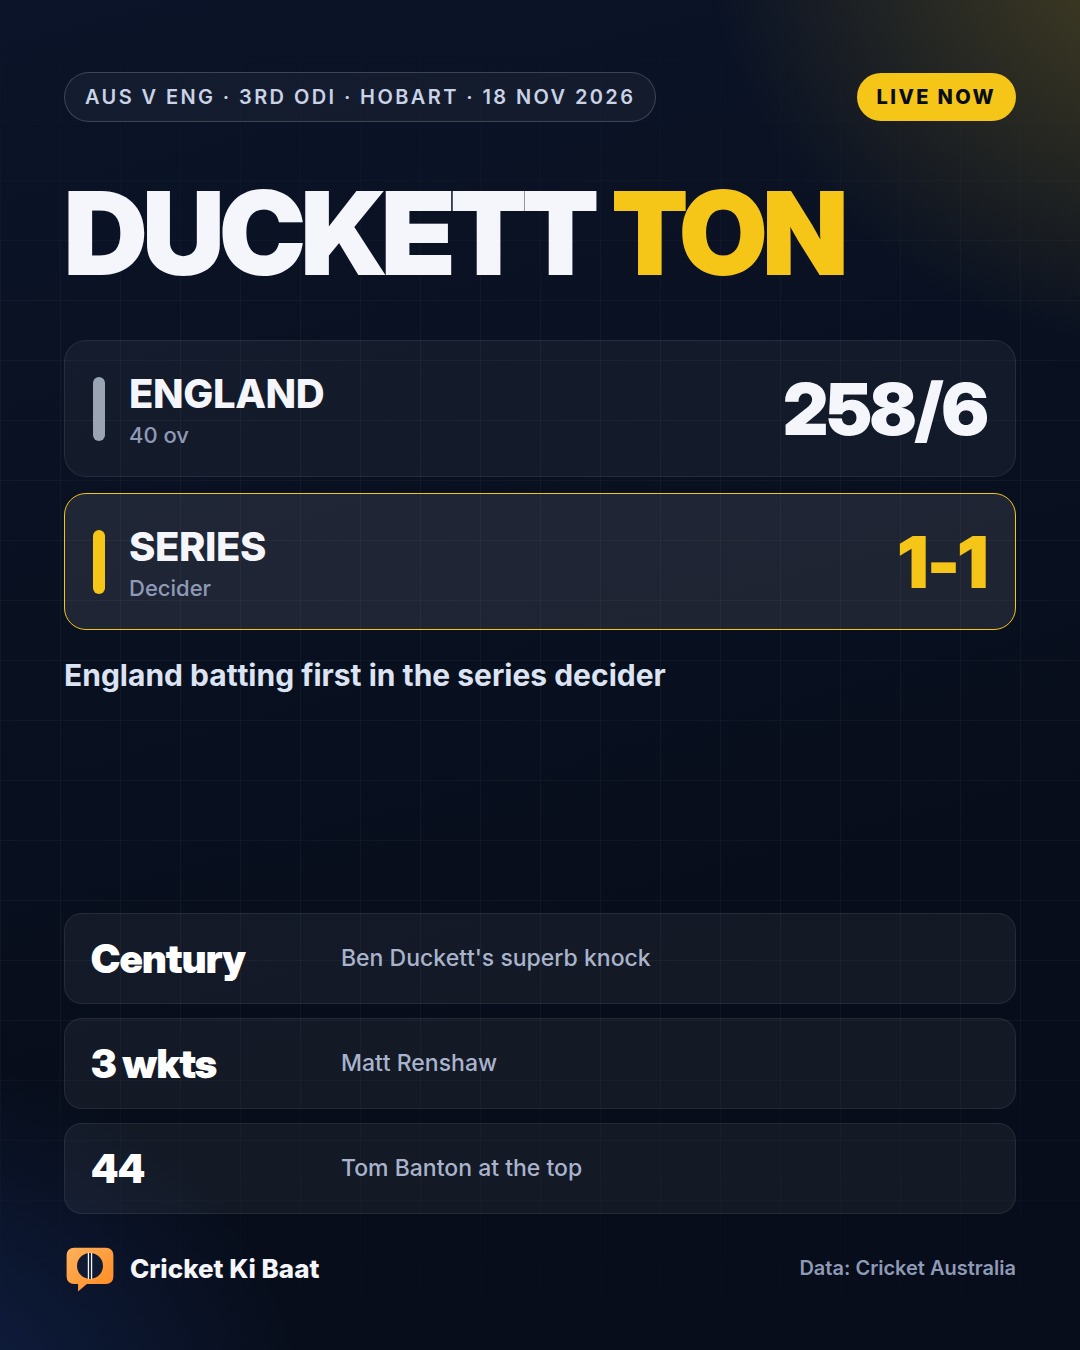 AUS V ENG · 3RD ODI · HOBART · 18 NOV 2026
LIVE NOW
DUCKETT TON
ENGLAND
40 ov
258/6
SERIES
Decider
1-1
England batting first in the series decider
Century
Ben Duckett's superb knock
3 wkts
Matt Renshaw
44
Tom Banton at the top
Cricket Ki Baat
Data: Cricket Australia